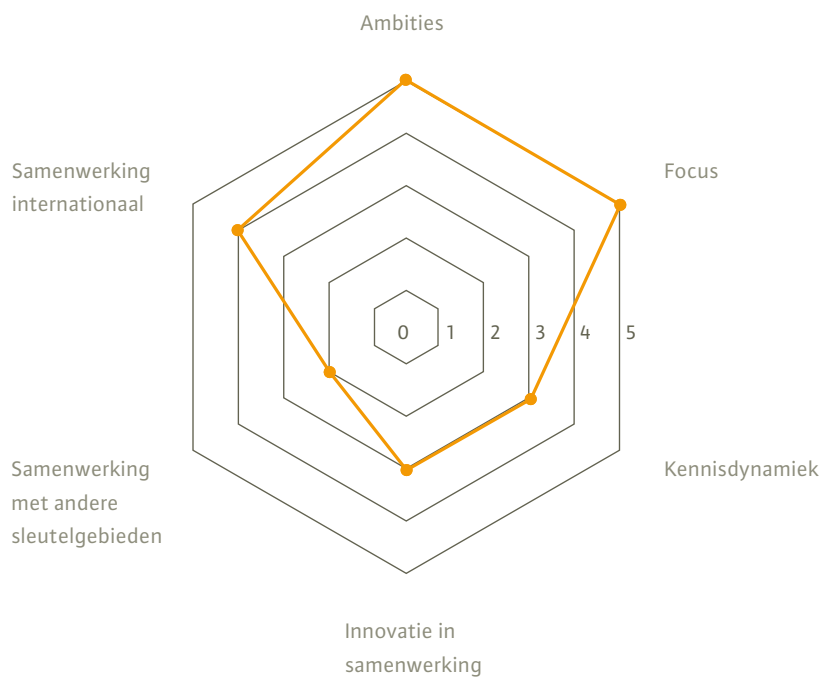 Ambities
Samenwerking
internationaal
Focus
0 1 2 3 4 5
Samenwerking
met andere
sleutelgebieden
Kennisdynamiek
Innovatie in
samenwerking